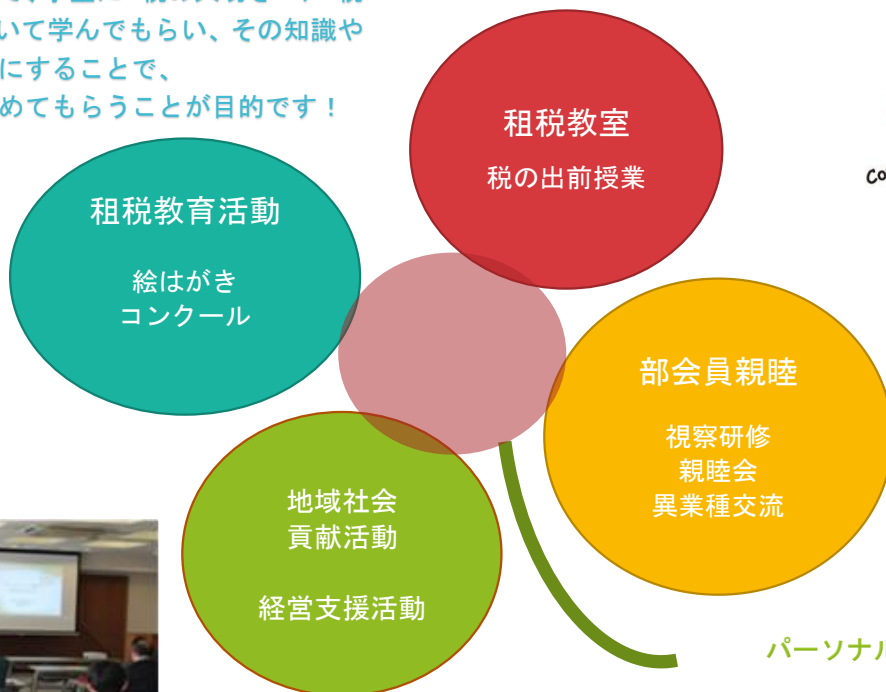 いて学んでもらい、その知識や
にすることで、
めてもらうことが目的です！
租税教室
税の出前授業
租税教育活動
絵はがき
コンクール
部会員親睦
視察研修
親睦会
異業種交流
地域社会
貢献活動
経営支援活動
パーソナル